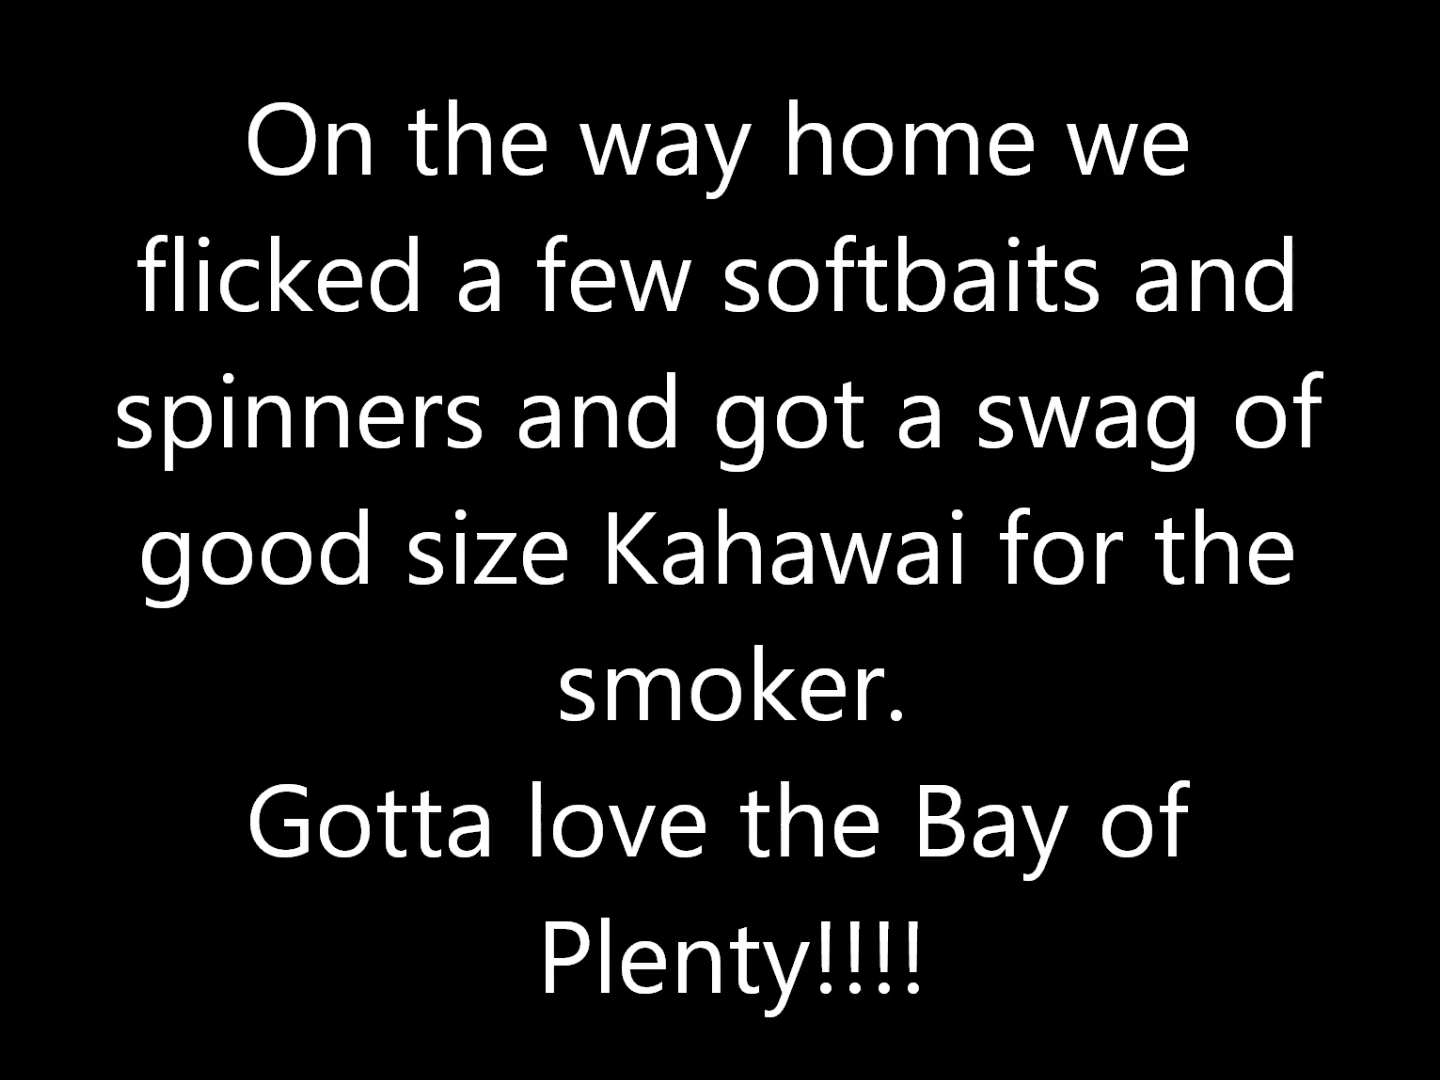 On the way home we
flicked a few softbaits and
spinners and got a swag of
good size Kahawai for the
smoker.
Gotta love the Bay of
Plenty!!!!